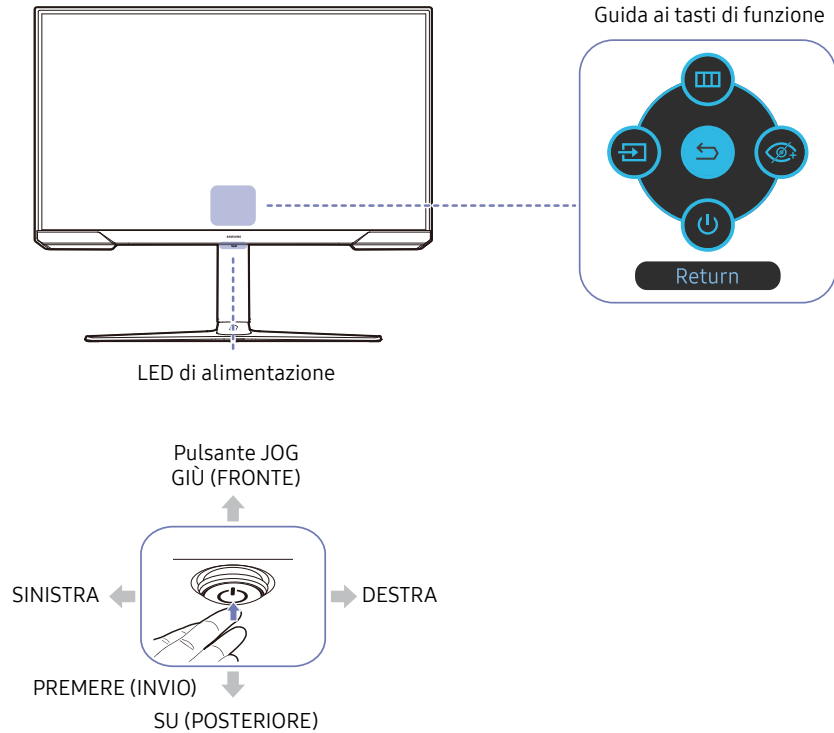 Guida ai tasti di funzione
SAMSUNG
Return
LED di alimentazione
Pulsante JOG
GIÙ (FRONTE)
SINISTRA
DESTRA
PREMERE (INVIO)
SU (POSTERIORE)